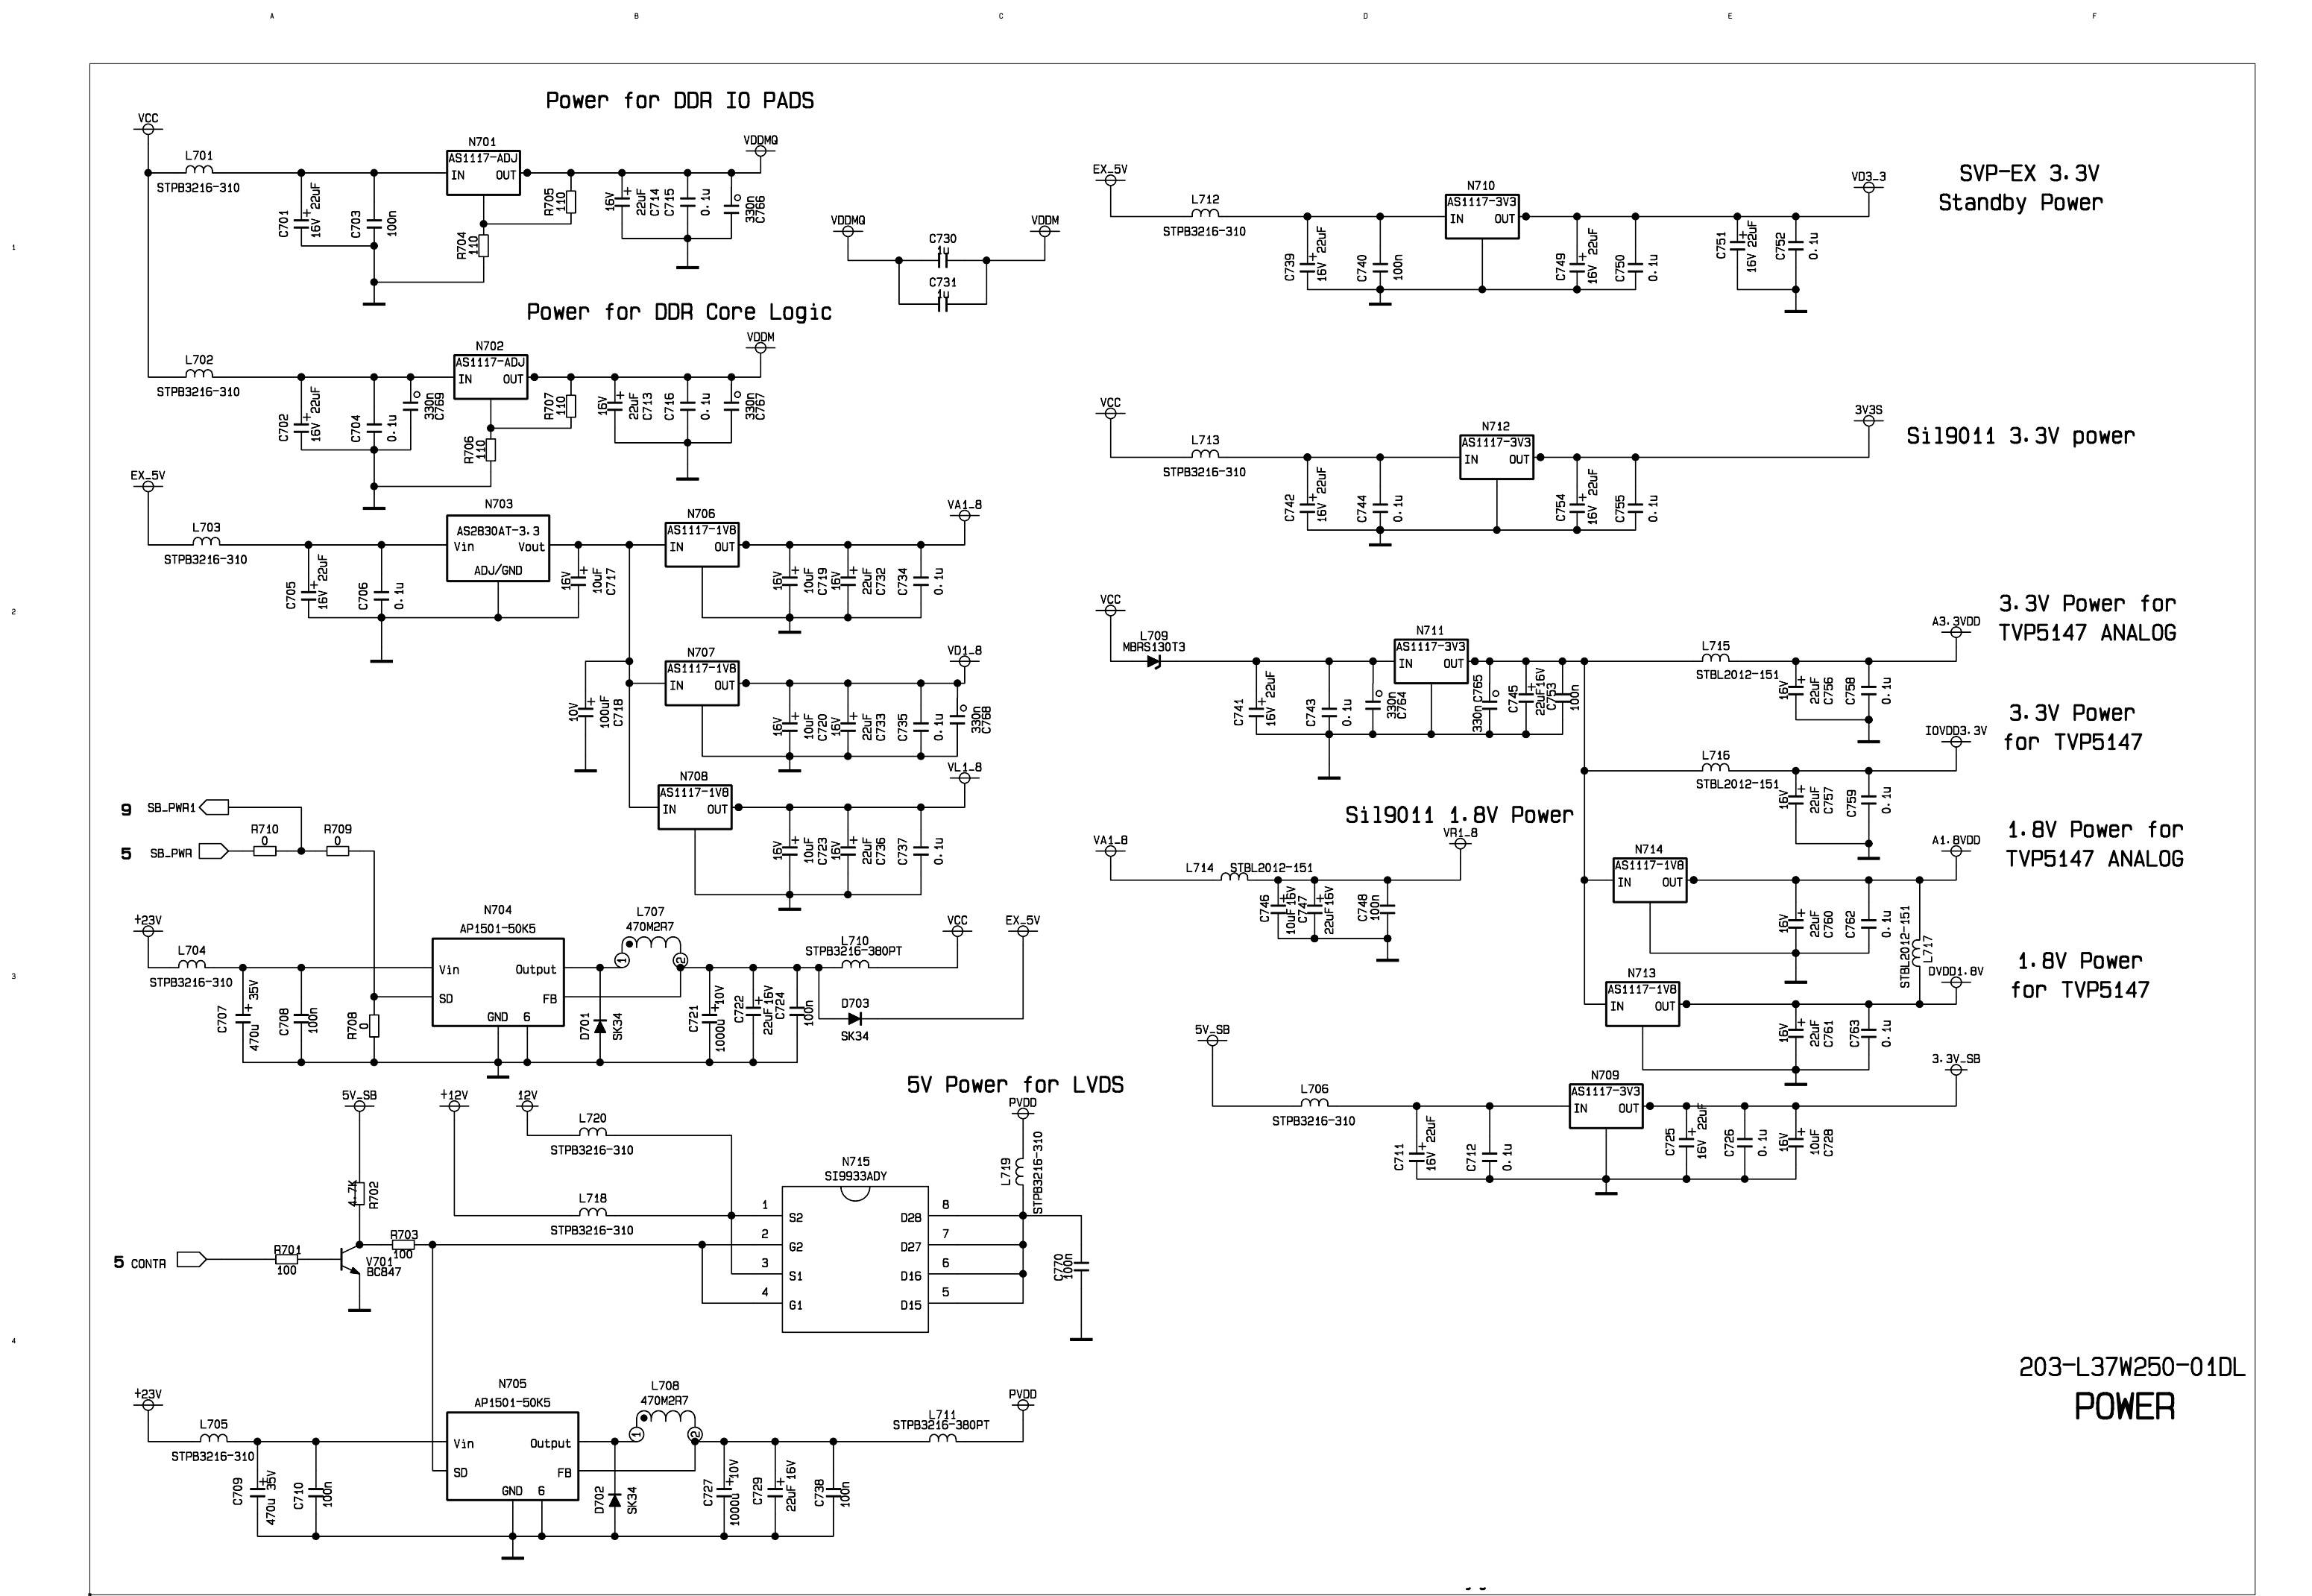 A B C D E F
1
2
3
4
Power for DDR IO PADS
VCC
L701
STPB3216-310
C701
16V 22uF
C703
100n
N701
AS1117-ADJ
IN OUT
R704
110
R705
110
16V
22uF
C714
C715
0.1u
330n
C766
VDDMQ
VDDMQ
C730
1u
C731
1u
VDDM
Power for DDR Core Logic
L702
STPB3216-310
C702
16V 22uF
C704
0.1u
330n
C769
N702
AS1117-ADJ
IN OUT
R706
110
R707
110
16V
22uF
C713
C716
0.1u
330n
C767
VDDM
EX_5V
L703
STPB3216-310
C705
16V 22uF
C706
0.1u
N703
AS2830AT-3.3
Vin Vout
ADJ/GND
16V
10uF
C717
N706
AS1117-1V8
IN OUT
16V
10uF
C719
16V
22uF
C732
C734
0.1u
VA1_8
10V
100uF
C718
N707
AS1117-1V8
IN OUT
16V
10uF
C720
16V
22uF
C733
C735
0.1u
330n
C768
VD1_8
N708
AS1117-1V8
IN OUT
16V
10uF
C723
16V
22uF
C736
C737
0.1u
VL1_8
9 SB_PWR1
5 SB_PWR
R710
0
R709
0
+23V
L704
STPB3216-310
C707
470u 35V
C708
100n
R708
0
N704
AP1501-50K5
Vin Output
SD FB
GND 6
D701
SK34
L707
470M2R7
1 2
C721
1000u 10V
C722
22uF 16V
C724
100n
L710
STPB3216-380PT
D703
SK34
VCC
EX_5V
5V Power for LVDS
5V_SB
+12V
12V
L720
STPB3216-310
L718
STPB3216-310
4.7K
R702
5 CONTR
R701
100
V701
BC847
R703
100
N715
SI9933ADY
1 S2 D28 8
2 G2 D27 7
3 S1 D16 6
4 G1 D15 5
PVDD
L719
STPB3216-310
C770
100n
+23V
L705
STPB3216-310
C709
470u 35V
C710
100n
N705
AP1501-50K5
Vin Output
SD FB
GND 6
D702
SK34
L708
470M2R7
1 2
C727
1000u 10V
C729
22uF 16V
C738
100n
L711
STPB3216-380PT
PVDD
EX_5V
L712
STPB3216-310
C739
16V 22uF
C740
100n
N710
AS1117-3V3
IN OUT
C749
16V 22uF
C750
0.1u
C751
16V 22uF
C752
0.1u
VD3_3
SVP-EX 3.3V
Standby Power
VCC
L713
STPB3216-310
C742
16V 22uF
C744
0.1u
N712
AS1117-3V3
IN OUT
C754
16V 22uF
C755
0.1u
3V3S
Sil9011 3.3V power
VCC
L709
MBRS130T3
C741
16V 22uF
C743
0.1u
330n
C764
N711
AS1117-3V3
IN OUT
330n C765
C745
22uF 16V
C753
100n
L715
STBL2012-151
16V
22uF
C756
C758
0.1u
A3.3VDD
3.3V Power for
TVP5147 ANALOG
L716
STBL2012-151
16V
22uF
C757
C759
0.1u
IOVDD3.3V
3.3V Power
for TVP5147
Sil9011 1.8V Power
VA1_8
L714 STBL2012-151
C746
10uF 16V
C747
22uF 16V
C748
100n
VR1_8
N714
AS1117-1V8
IN OUT
16V
22uF
C760
C762
0.1u
STBL2012-151
L717
A1.8VDD
1.8V Power for
TVP5147 ANALOG
N713
AS1117-1V8
IN OUT
16V
22uF
C761
C763
0.1u
DVDD1.8V
1.8V Power
for TVP5147
5V_SB
L706
STPB3216-310
C711
16V 22uF
C712
0.1u
N709
AS1117-3V3
IN OUT
C725
16V 22uF
C726
0.1u
16V
10uF
C728
3.3V_SB
203-L37W250-01DL
POWER